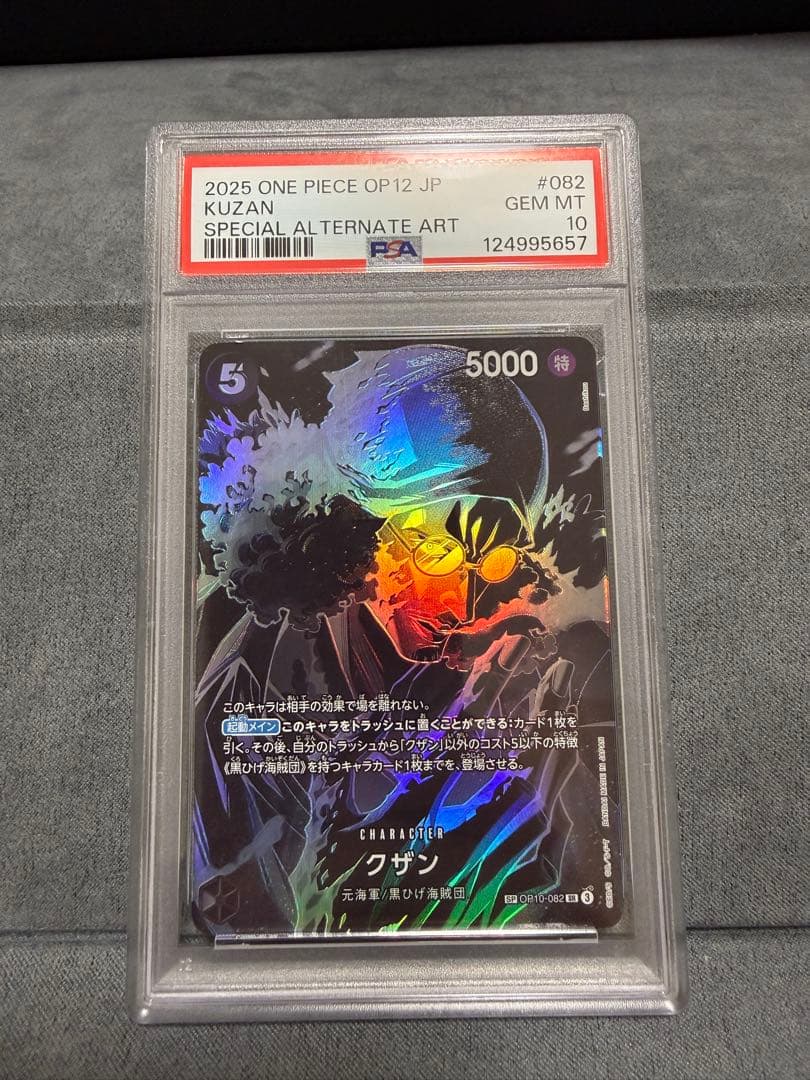 2025 ONE PIECE OP12 JP #082
KUZAN GEM MT
SPECIAL ALTERNATE ART 10
PSA 124995657
5 5000 特
このキャラは相手の効果で場を離れない。
起動メイン このキャラをトラッシュに置くことができる：カード1枚を
引く。その後、自分のトラッシュから「クザン」以外のコスト5以下の特徴
《黒ひげ海賊団》を持つキャラカード1枚までを、登場させる。
CHARACTER
クザン
元海軍/黒ひげ海賊団
SP OP10-082 SR 3
BANDAI MADE IN JAPAN